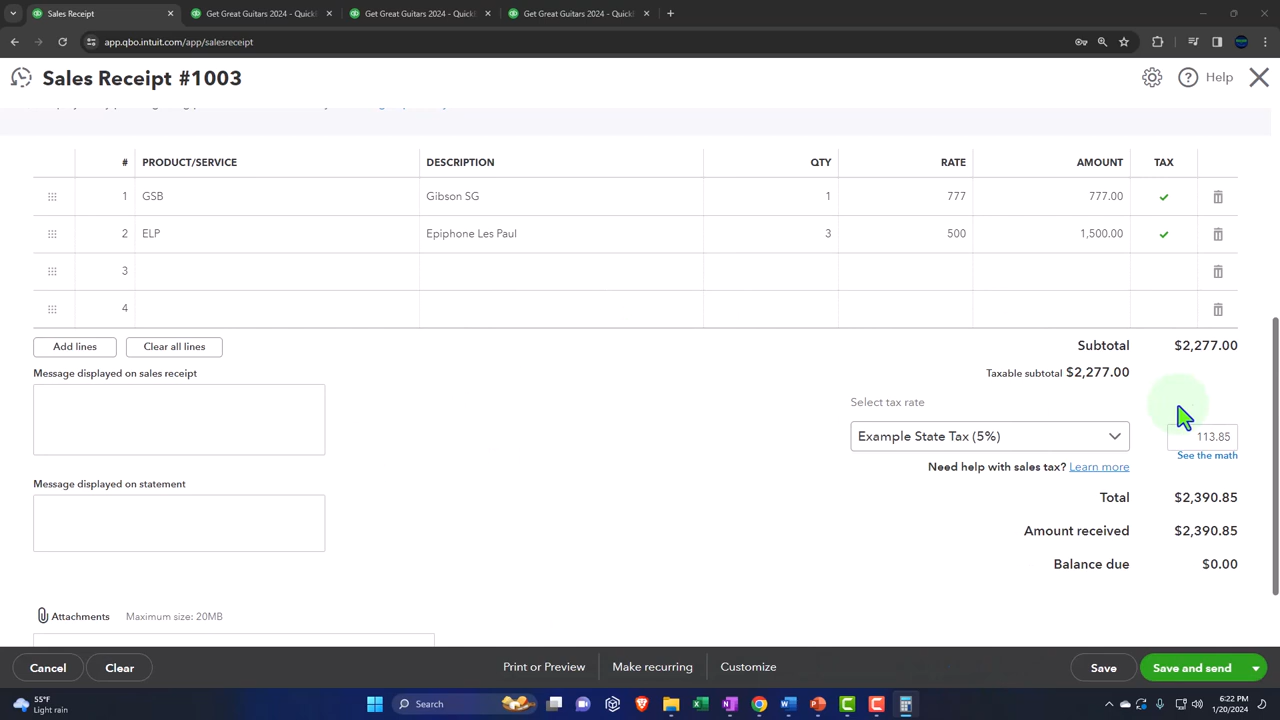 Sales Receipt
Get Great Guitars 2024 - Quickl
Get Great Guitars 2024 - Quickl
Get Great Guitars 2024 - Quickl
app.qbo.intuit.com/app/salesreceipt
Sales Receipt #1003
Help
# PRODUCT/SERVICE DESCRIPTION QTY RATE AMOUNT TAX
1 GSB Gibson SG 1 777 777.00
2 ELP Epiphone Les Paul 3 500 1,500.00
3
4
Add lines Clear all lines
Subtotal $2,277.00
Message displayed on sales receipt
Taxable subtotal $2,277.00
Select tax rate
Example State Tax (5%) 113.85
See the math
Need help with sales tax? Learn more
Message displayed on statement
Total $2,390.85
Amount received $2,390.85
Balance due $0.00
Attachments Maximum size: 20MB
Cancel Clear Print or Preview Make recurring Customize Save Save and send
55°F
Light rain
Search
6:22 PM
1/20/2024